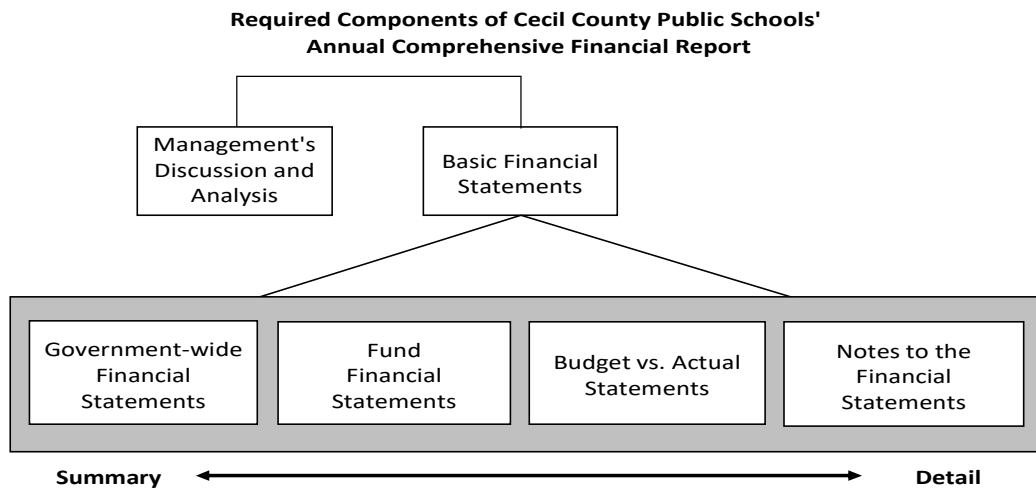 Required Components of Cecil County Public Schools'
Annual Comprehensive Financial Report
Management's
Discussion and
Analysis
Basic Financial
Statements
Government-wide
Financial
Statements
Fund
Financial
Statements
Budget vs. Actual
Statements
Notes to the
Financial
Statements
Summary
Detail